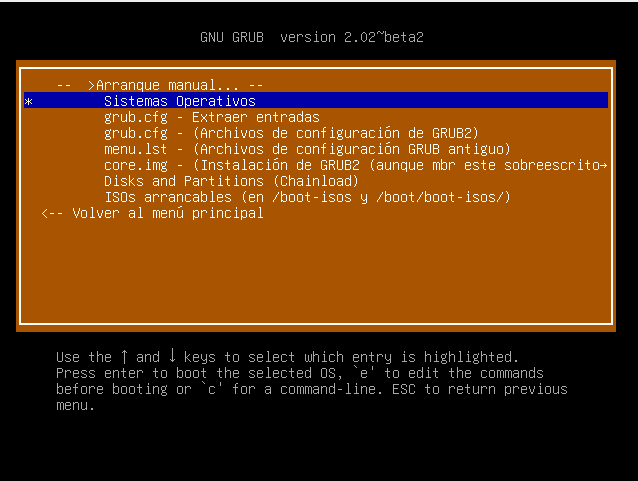 GNU GRUB  version 2.02~beta2
--  >Arranque manual... --
*Sistemas Operativos
grub.cfg - Extraer entradas
grub.cfg - (Archivos de configuración de GRUB2)
menu.lst - (Archivos de configuración GRUB antiguo)
core.img - (Instalación de GRUB2 (aunque mbr este sobreescrito→
Disks and Partitions (Chainload)
ISOs arrancables (en /boot-isos y /boot/boot-isos/)
<-- Volver al menú principal
Use the ↑ and ↓ keys to select which entry is highlighted.
Press enter to boot the selected OS, `e' to edit the commands
before booting or `c' for a command-line. ESC to return previous
menu.